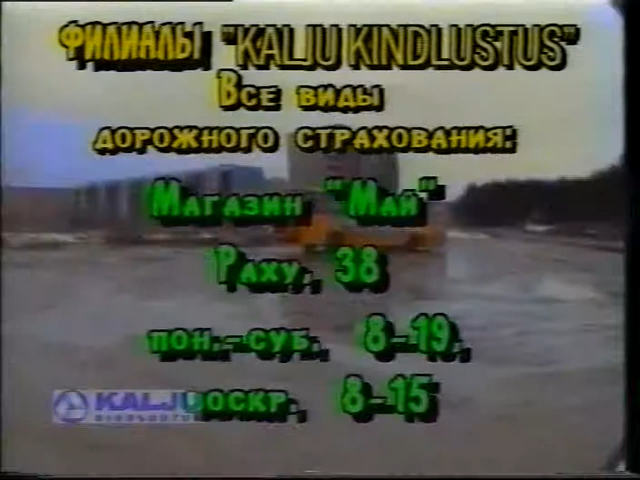 ФИЛИАЛЫ "KALJU KINDLUSTUS"
Все виды
дорожного страхования:
Магазин "Май"
Раху, 38
пон.-суб., 8-19,
воскр., 8-15
KALJU
KINDLUSTUS